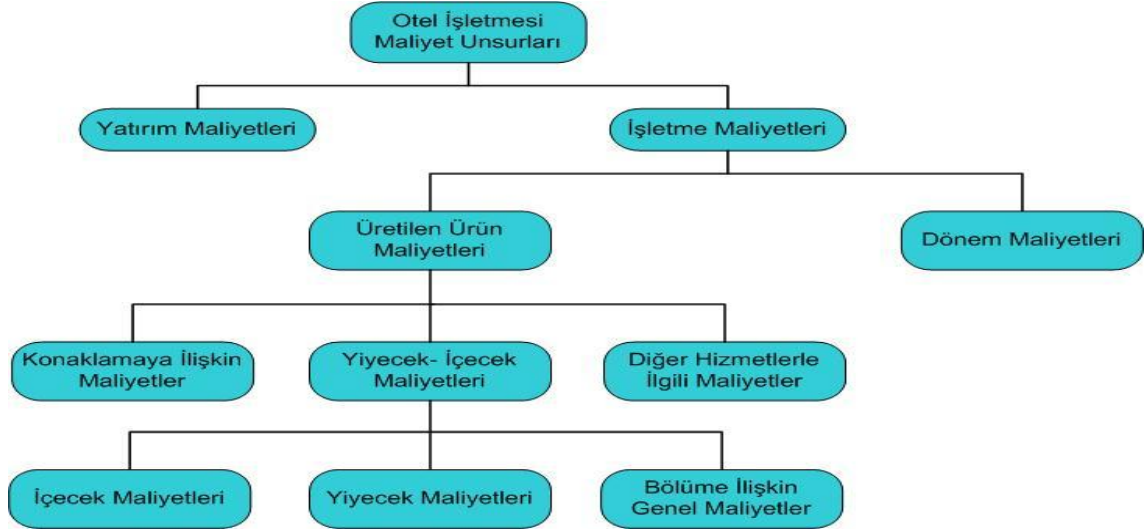 Otel İşletmesi
Maliyet Unsurları
Yatırım Maliyetleri
İşletme Maliyetleri
Üretilen Ürün
Maliyetleri
Dönem Maliyetleri
Konaklamaya İlişkin
Maliyetler
Yiyecek- İçecek
Maliyetleri
Diğer Hizmetlerle
İlgili Maliyetler
İçecek Maliyetleri
Yiyecek Maliyetleri
Bölüme İlişkin
Genel Maliyetler